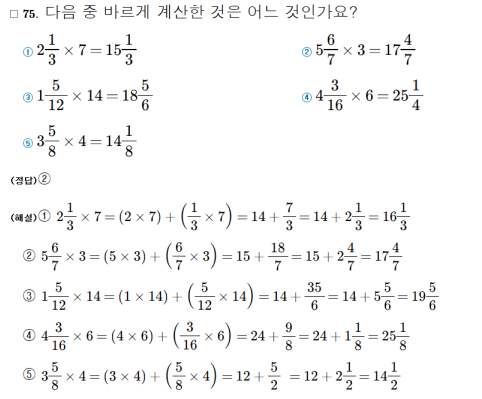 □ 75. 다음 중 바르게 계산한 것은 어느 것인가요?
① 2 1/3 × 7 = 15 1/3 ② 5 6/7 × 3 = 17 4/7
③ 1 5/12 × 14 = 18 5/6 ④ 4 3/16 × 6 = 25 1/4
⑤ 3 5/8 × 4 = 14 1/8
(정답)②
(해설)① 2 1/3 × 7 = (2 × 7) + (1/3 × 7) = 14 + 7/3 = 14 + 2 1/3 = 16 1/3
② 5 6/7 × 3 = (5 × 3) + (6/7 × 3) = 15 + 18/7 = 15 + 2 4/7 = 17 4/7
③ 1 5/12 × 14 = (1 × 14) + (5/12 × 14) = 14 + 35/6 = 14 + 5 5/6 = 19 5/6
④ 4 3/16 × 6 = (4 × 6) + (3/16 × 6) = 24 + 9/8 = 24 + 1 1/8 = 25 1/8
⑤ 3 5/8 × 4 = (3 × 4) + (5/8 × 4) = 12 + 5/2 = 12 + 2 1/2 = 14 1/2